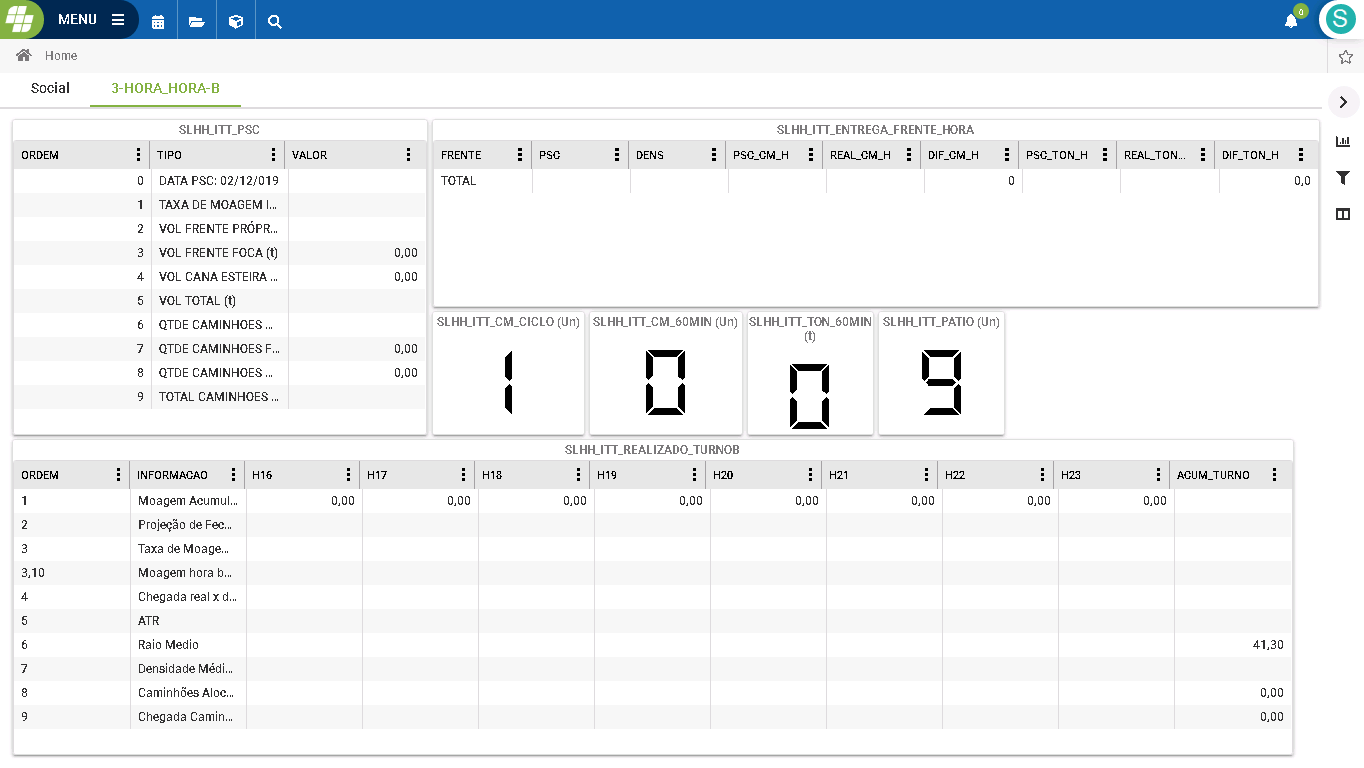 MENU
0
S
Home
Social 3-HORA_HORA-B
SLHH_ITT_PSC
ORDEM TIPO VALOR
0 DATA PSC: 02/12/019
1 TAXA DE MOAGEM I...
2 VOL FRENTE PRÓPR...
3 VOL FRENTE FOCA (t) 0,00
4 VOL CANA ESTEIRA ... 0,00
5 VOL TOTAL (t)
6 QTDE CAMINHOES ...
7 QTDE CAMINHOES F... 0,00
8 QTDE CAMINHOES ... 0,00
9 TOTAL CAMINHOES ...
SLHH_ITT_ENTREGA_FRENTE_HORA
FRENTE PSC DENS PSC_CM_H REAL_CM_H DIF_CM_H PSC_TON_H REAL_TON... DIF_TON_H
TOTAL 0 0,0
SLHH_ITT_CM_CICLO (Un)
1
SLHH_ITT_CM_60MIN (Un)
0
SLHH_ITT_TON_60MIN
(t)
0
SLHH_ITT_PATIO (Un)
9
SLHH_ITT_REALIZADO_TURNOB
ORDEM INFORMACAO H16 H17 H18 H19 H20 H21 H22 H23 ACUM_TURNO
1 Moagem Acumul... 0,00 0,00 0,00 0,00 0,00 0,00 0,00 0,00
2 Projeção de Fec...
3 Taxa de Moage...
3,10 Moagem hora b...
4 Chegada real x d...
5 ATR
6 Raio Medio 41,30
7 Densidade Médi...
8 Caminhões Aloc... 0,00
9 Chegada Camin... 0,00